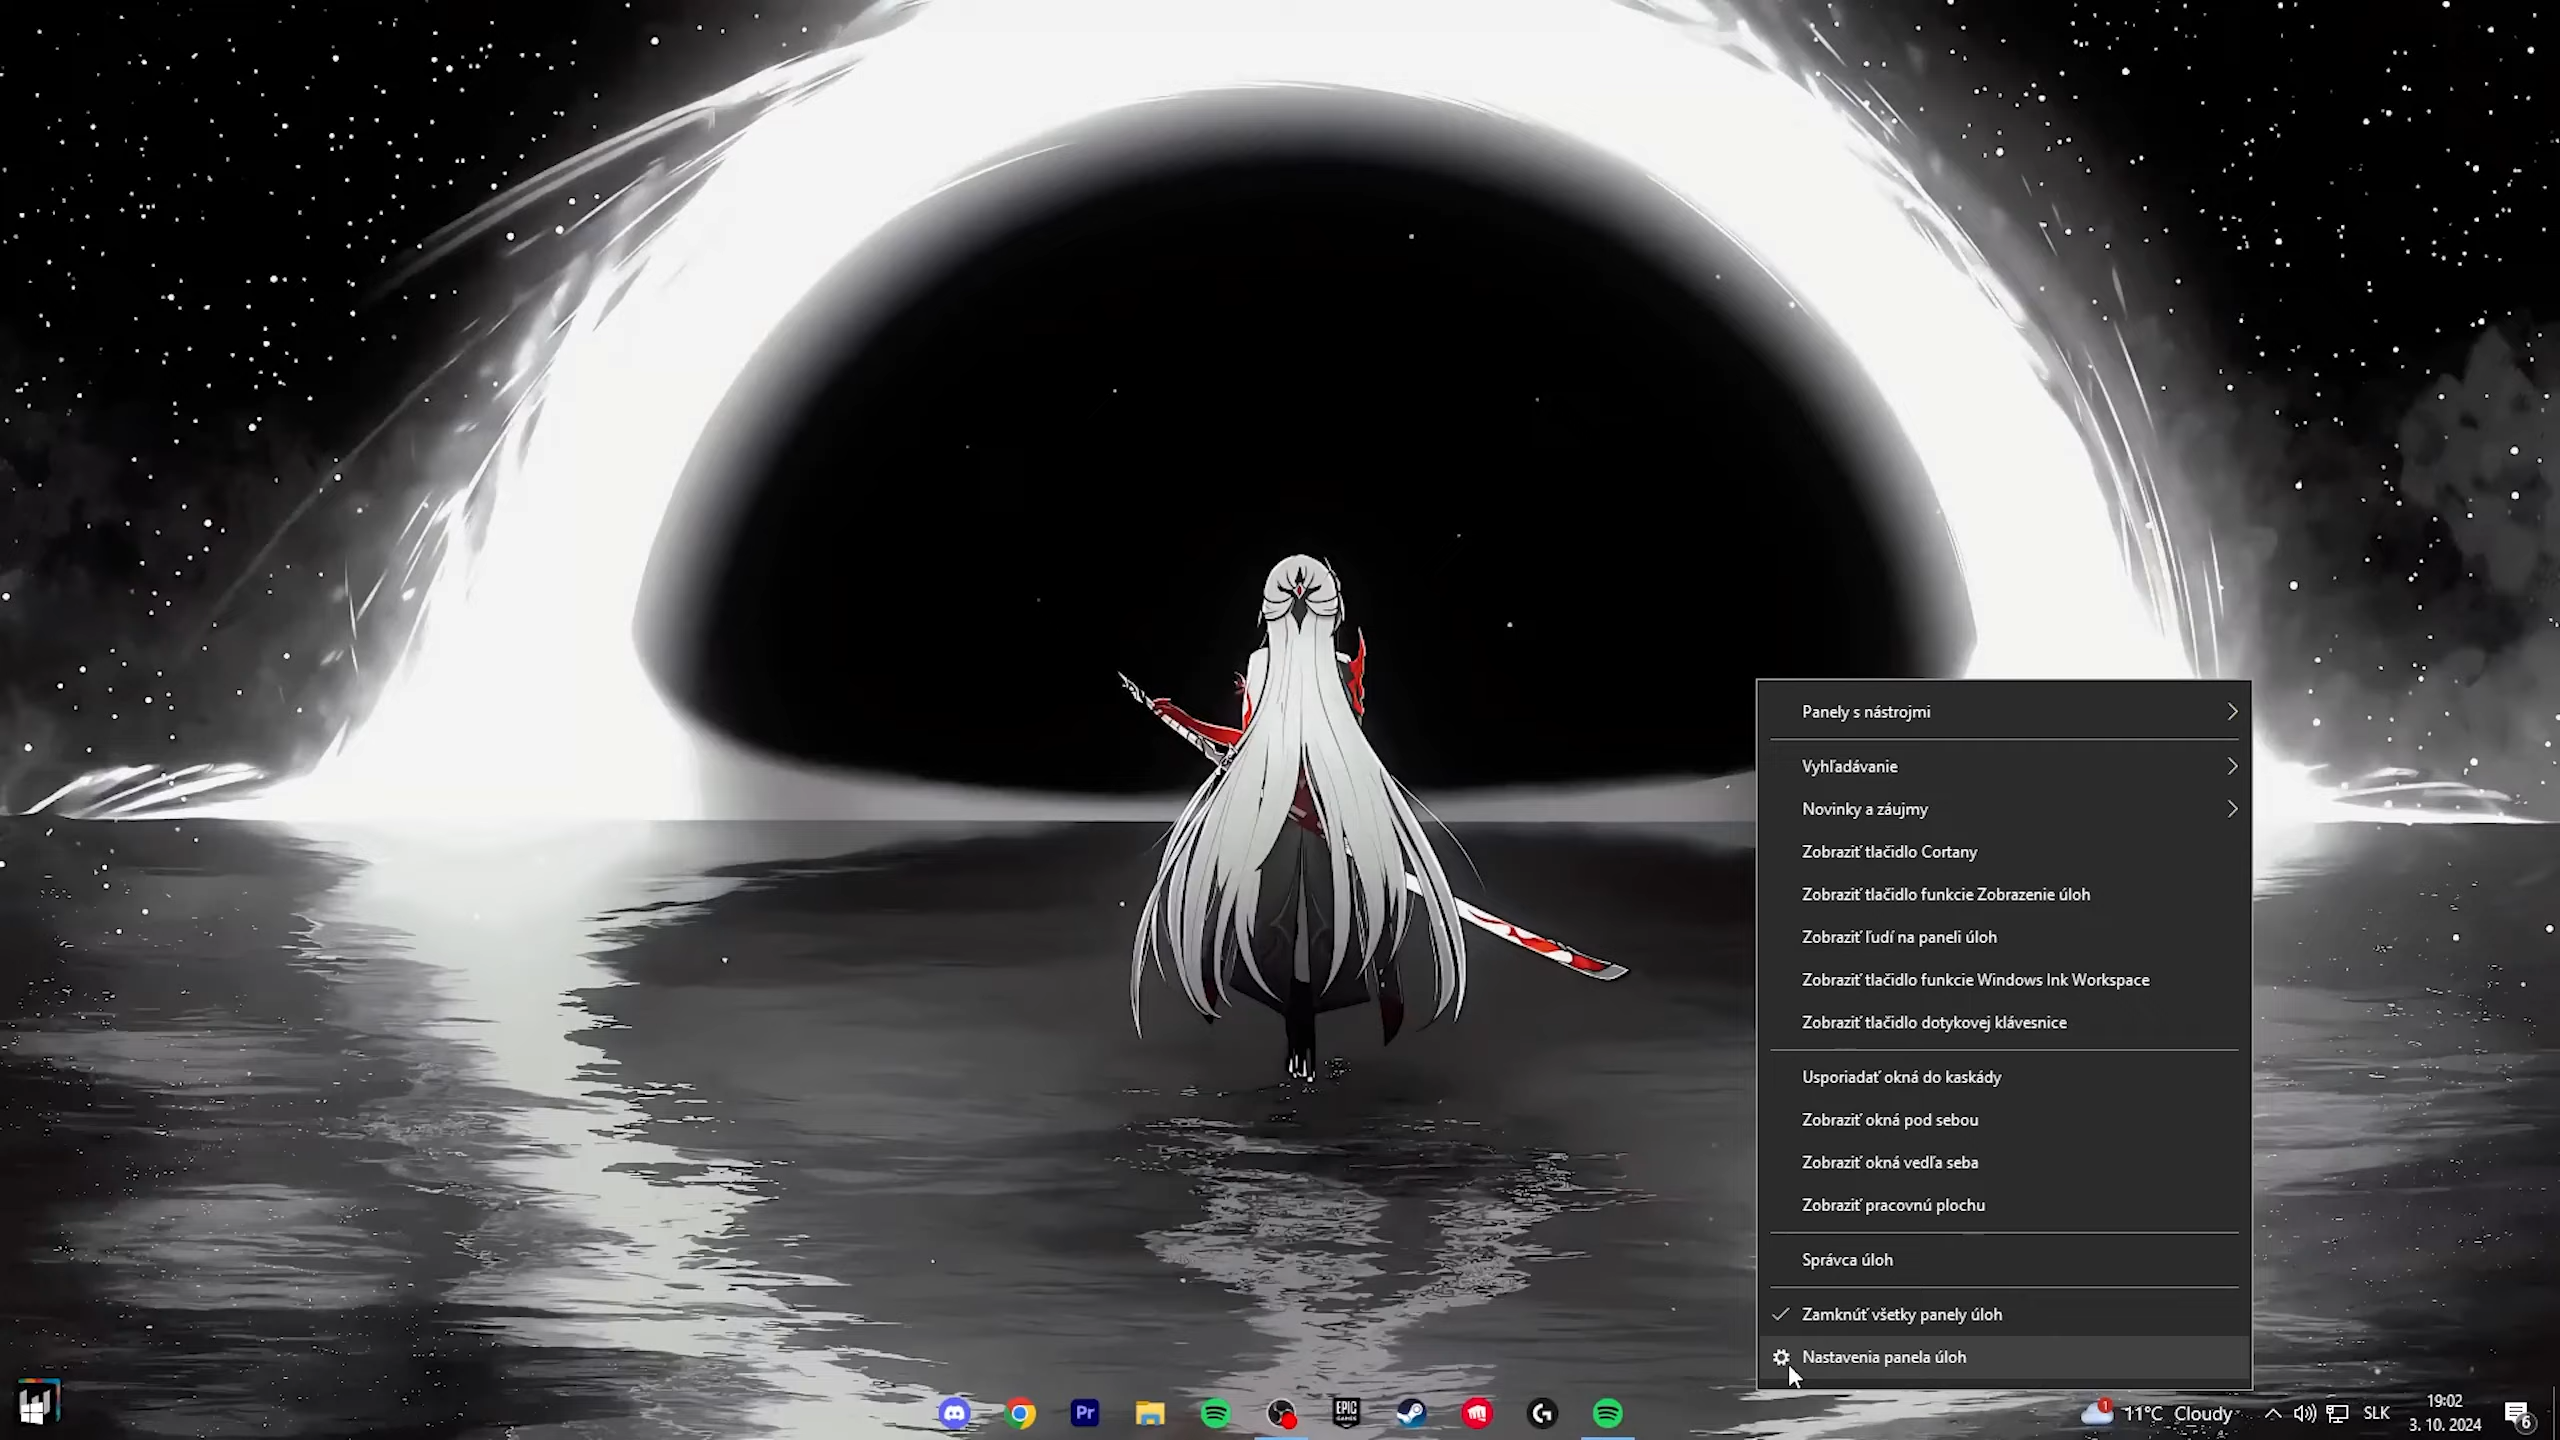 Panely s nástrojmi
Vyhľadávanie
Novinky a záujmy
Zobraziť tlačidlo Cortany
Zobraziť tlačidlo funkcie Zobrazenie úloh
Zobraziť ľudí na paneli úloh
Zobraziť tlačidlo funkcie Windows Ink Workspace
Zobraziť tlačidlo dotykovej klávesnice
Usporiadať okná do kaskády
Zobraziť okná pod sebou
Zobraziť okná vedľa seba
Zobraziť pracovnú plochu
Správca úloh
Zamknúť všetky panely úloh
Nastavenia panela úloh
Pr
EPIC
GAMES
1
11°C Cloudy
SLK
19:02
3. 10. 2024
6